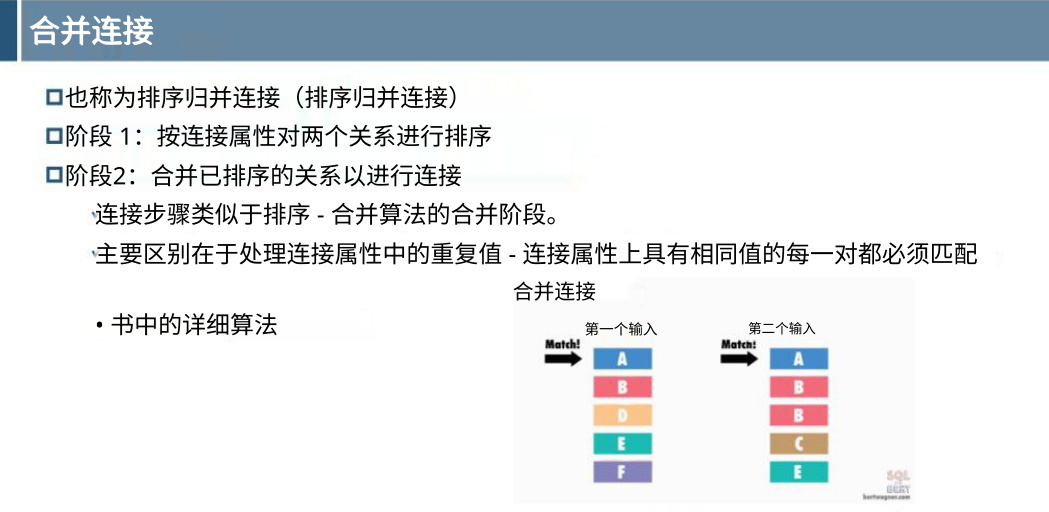 合并连接
也称为排序归并连接（排序归并连接）
阶段 1：按连接属性对两个关系进行排序
阶段2：合并已排序的关系以进行连接
连接步骤类似于排序 - 合并算法的合并阶段。
主要区别在于处理连接属性中的重复值 - 连接属性上具有相同值的每一对都必须匹配
• 书中的详细算法
合并连接
第一个输入 第二个输入
Match! Match!
A A
B B
D B
E C
F E
SQL
BERT
bertwagner.com